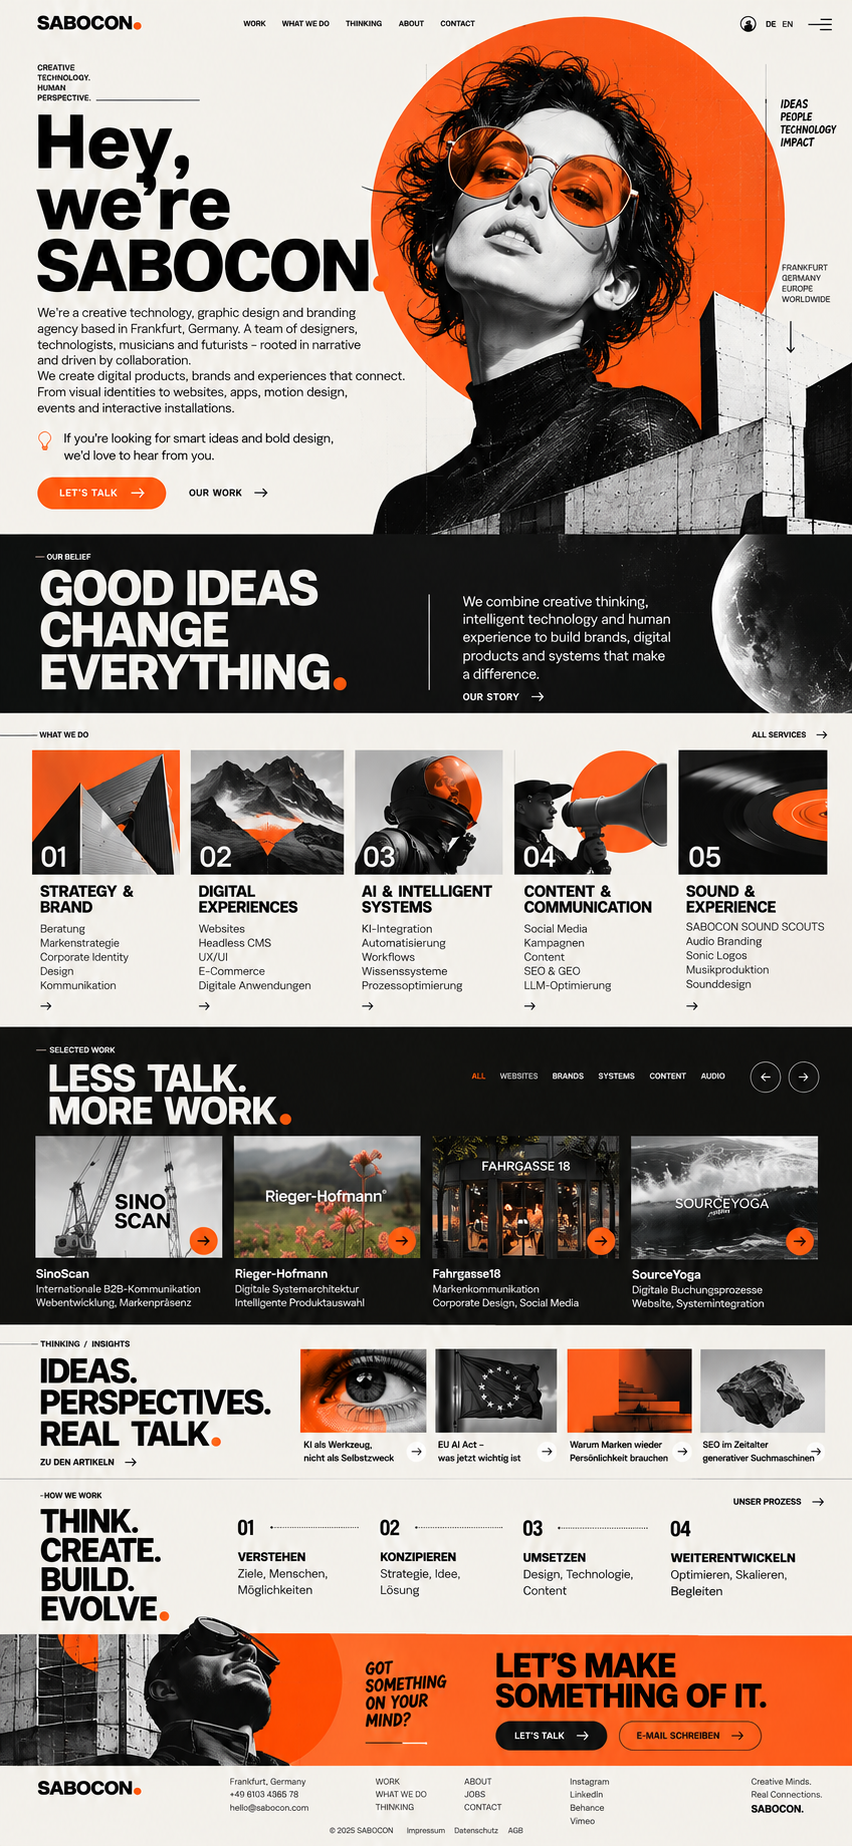 SABOCON.
WORK WHAT WE DO THINKING ABOUT CONTACT
DE EN
CREATIVE
TECHNOLOGY.
HUMAN
PERSPECTIVE.
IDEAS
PEOPLE
TECHNOLOGY
IMPACT
Hey,
we're
SABOCON.
FRANKFURT
GERMANY
EUROPE
WORLDWIDE
We're a creative technology, graphic design and branding
agency based in Frankfurt, Germany. A team of designers,
technologists, musicians and futurists – rooted in narrative
and driven by collaboration.
We create digital products, brands and experiences that connect.
From visual identities to websites, apps, motion design,
events and interactive installations.
If you're looking for smart ideas and bold design,
we'd love to hear from you.
LET'S TALK →
OUR WORK →
— OUR BELIEF
GOOD IDEAS
CHANGE
EVERYTHING.
We combine creative thinking,
intelligent technology and human
experience to build brands, digital
products and systems that make
a difference.
OUR STORY →
WHAT WE DO
ALL SERVICES →
01
STRATEGY &
BRAND
Beratung
Markenstrategie
Corporate Identity
Design
Kommunikation
→
02
DIGITAL
EXPERIENCES
Websites
Headless CMS
UX/UI
E-Commerce
Digitale Anwendungen
→
03
AI & INTELLIGENT
SYSTEMS
KI-Integration
Automatisierung
Workflows
Wissenssysteme
Prozessoptimierung
→
04
CONTENT &
COMMUNICATION
Social Media
Kampagnen
Content
SEO & GEO
LLM-Optimierung
→
05
SOUND &
EXPERIENCE
SABOCON SOUND SCOUTS
Audio Branding
Sonic Logos
Musikproduktion
Sounddesign
→
— SELECTED WORK
LESS TALK.
MORE WORK.
ALL WEBSITES BRANDS SYSTEMS CONTENT AUDIO
SINO
SCAN
SinoScan
Internationale B2B-Kommunikation
Webentwicklung, Markenpräsenz
Rieger-Hofmann®
Rieger-Hofmann
Digitale Systemarchitektur
Intelligente Produktauswahl
FAHRGASSE 18
Fahrgasse18
Markenkommunikation
Corporate Design, Social Media
SOURCEYOGA
SourceYoga
Digitale Buchungsprozesse
Website, Systemintegration
THINKING / INSIGHTS
IDEAS.
PERSPECTIVES.
REAL TALK.
ZU DEN ARTIKELN →
KI als Werkzeug,
nicht als Selbstzweck
EU AI Act –
was jetzt wichtig ist
Warum Marken wieder
Persönlichkeit brauchen
SEO im Zeitalter
generativer Suchmaschinen
-HOW WE WORK
UNSER PROZESS →
THINK.
CREATE.
BUILD.
EVOLVE.
01
VERSTEHEN
Ziele, Menschen,
Möglichkeiten
02
KONZIPIEREN
Strategie, Idee,
Lösung
03
UMSETZEN
Design, Technologie,
Content
04
WEITERENTWICKELN
Optimieren, Skalieren,
Begleiten
GOT
SOMETHING
ON YOUR
MIND?
LET'S MAKE
SOMETHING OF IT.
LET'S TALK →
E-MAIL SCHREIBEN →
SABOCON.
Frankfurt, Germany
+49 6103 4365 78
hello@sabocon.com
WORK
WHAT WE DO
THINKING
ABOUT
JOBS
CONTACT
Instagram
LinkedIn
Behance
Vimeo
Creative Minds.
Real Connections.
SABOCON.
© 2025 SABOCON Impressum Datenschutz AGB